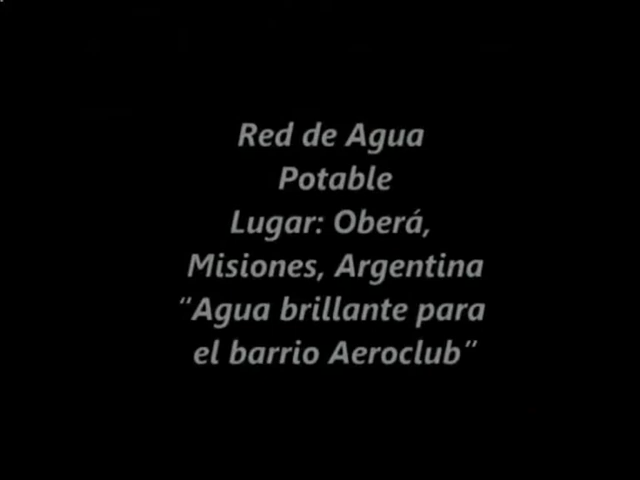 Red de Agua
Potable
Lugar: Oberá,
Misiones, Argentina
“Agua brillante para
el barrio Aeroclub”